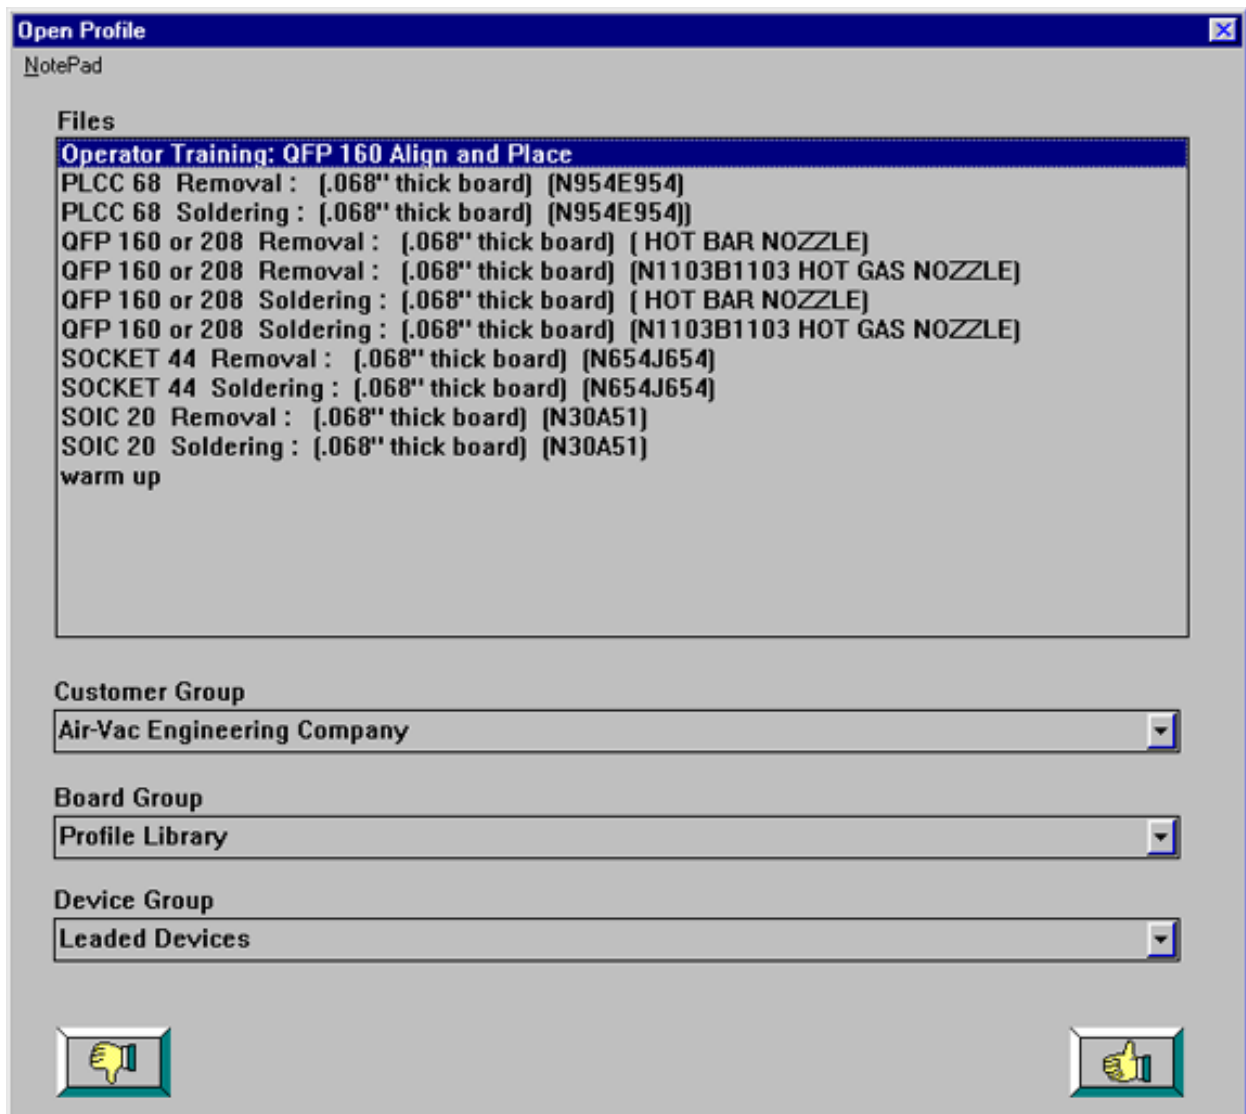 Open Profile
NotePad
Files
Operator Training: QFP 160 Align and Place
PLCC 68  Removal :   (.068" thick board)  (N954E954)
PLCC 68  Soldering :  (.068" thick board)  (N954E954))
QFP 160 or 208  Removal :   (.068" thick board)  ( HOT BAR NOZZLE)
QFP 160 or 208  Removal :   (.068" thick board)  (N1103B1103 HOT GAS NOZZLE)
QFP 160 or 208  Soldering :  (.068" thick board)  ( HOT BAR NOZZLE)
QFP 160 or 208  Soldering :  (.068" thick board)  (N1103B1103 HOT GAS NOZZLE)
SOCKET 44  Removal :   (.068" thick board)  (N654J654)
SOCKET 44  Soldering :  (.068" thick board)  (N654J654)
SOIC 20  Removal :   (.068" thick board)  (N30A51)
SOIC 20  Soldering :  (.068" thick board)  (N30A51)
warm up
Customer Group
Air-Vac Engineering Company
Board Group
Profile Library
Device Group
Leaded Devices